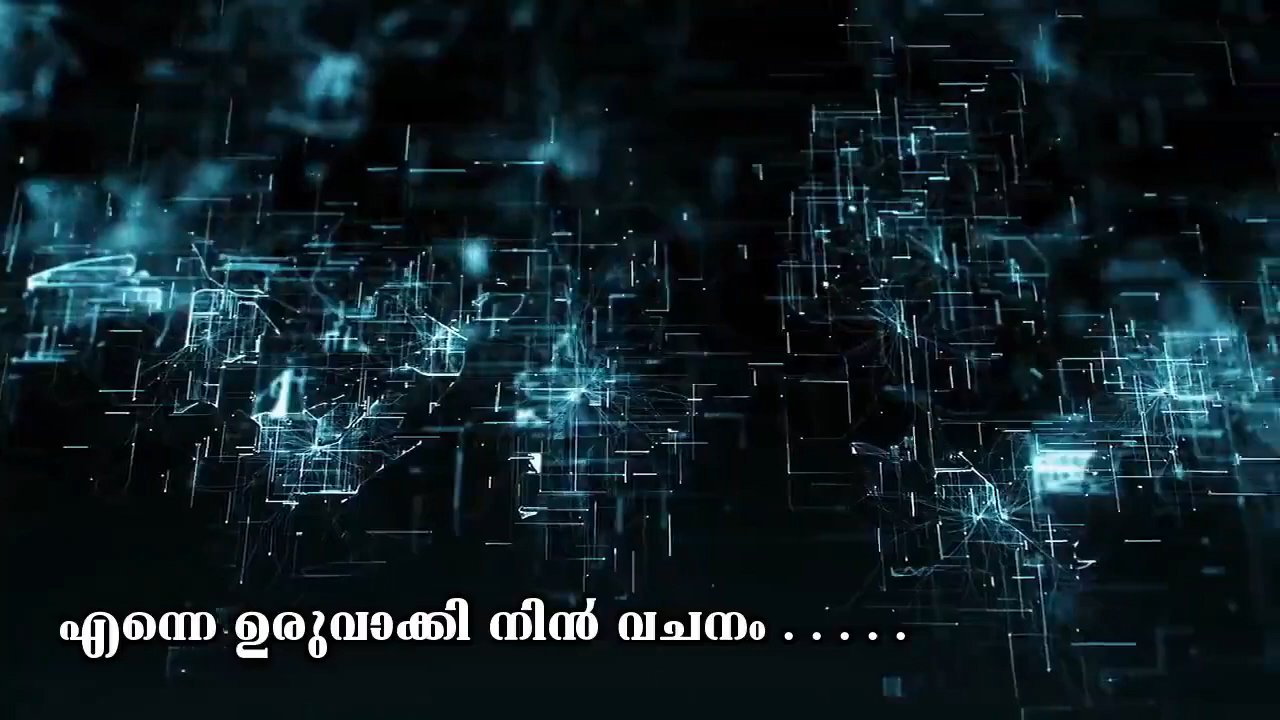 എന്നെ ഉരുവാക്കി നിൻ വചനം . . . . .